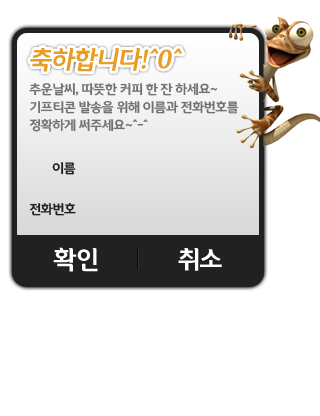 축하합니다!^0^
추운날씨, 따뜻한 커피 한 잔 하세요~
기프티콘 발송을 위해 이름과 전화번호를
정확하게 써주세요~^-^
이름
전화번호
확인 취소